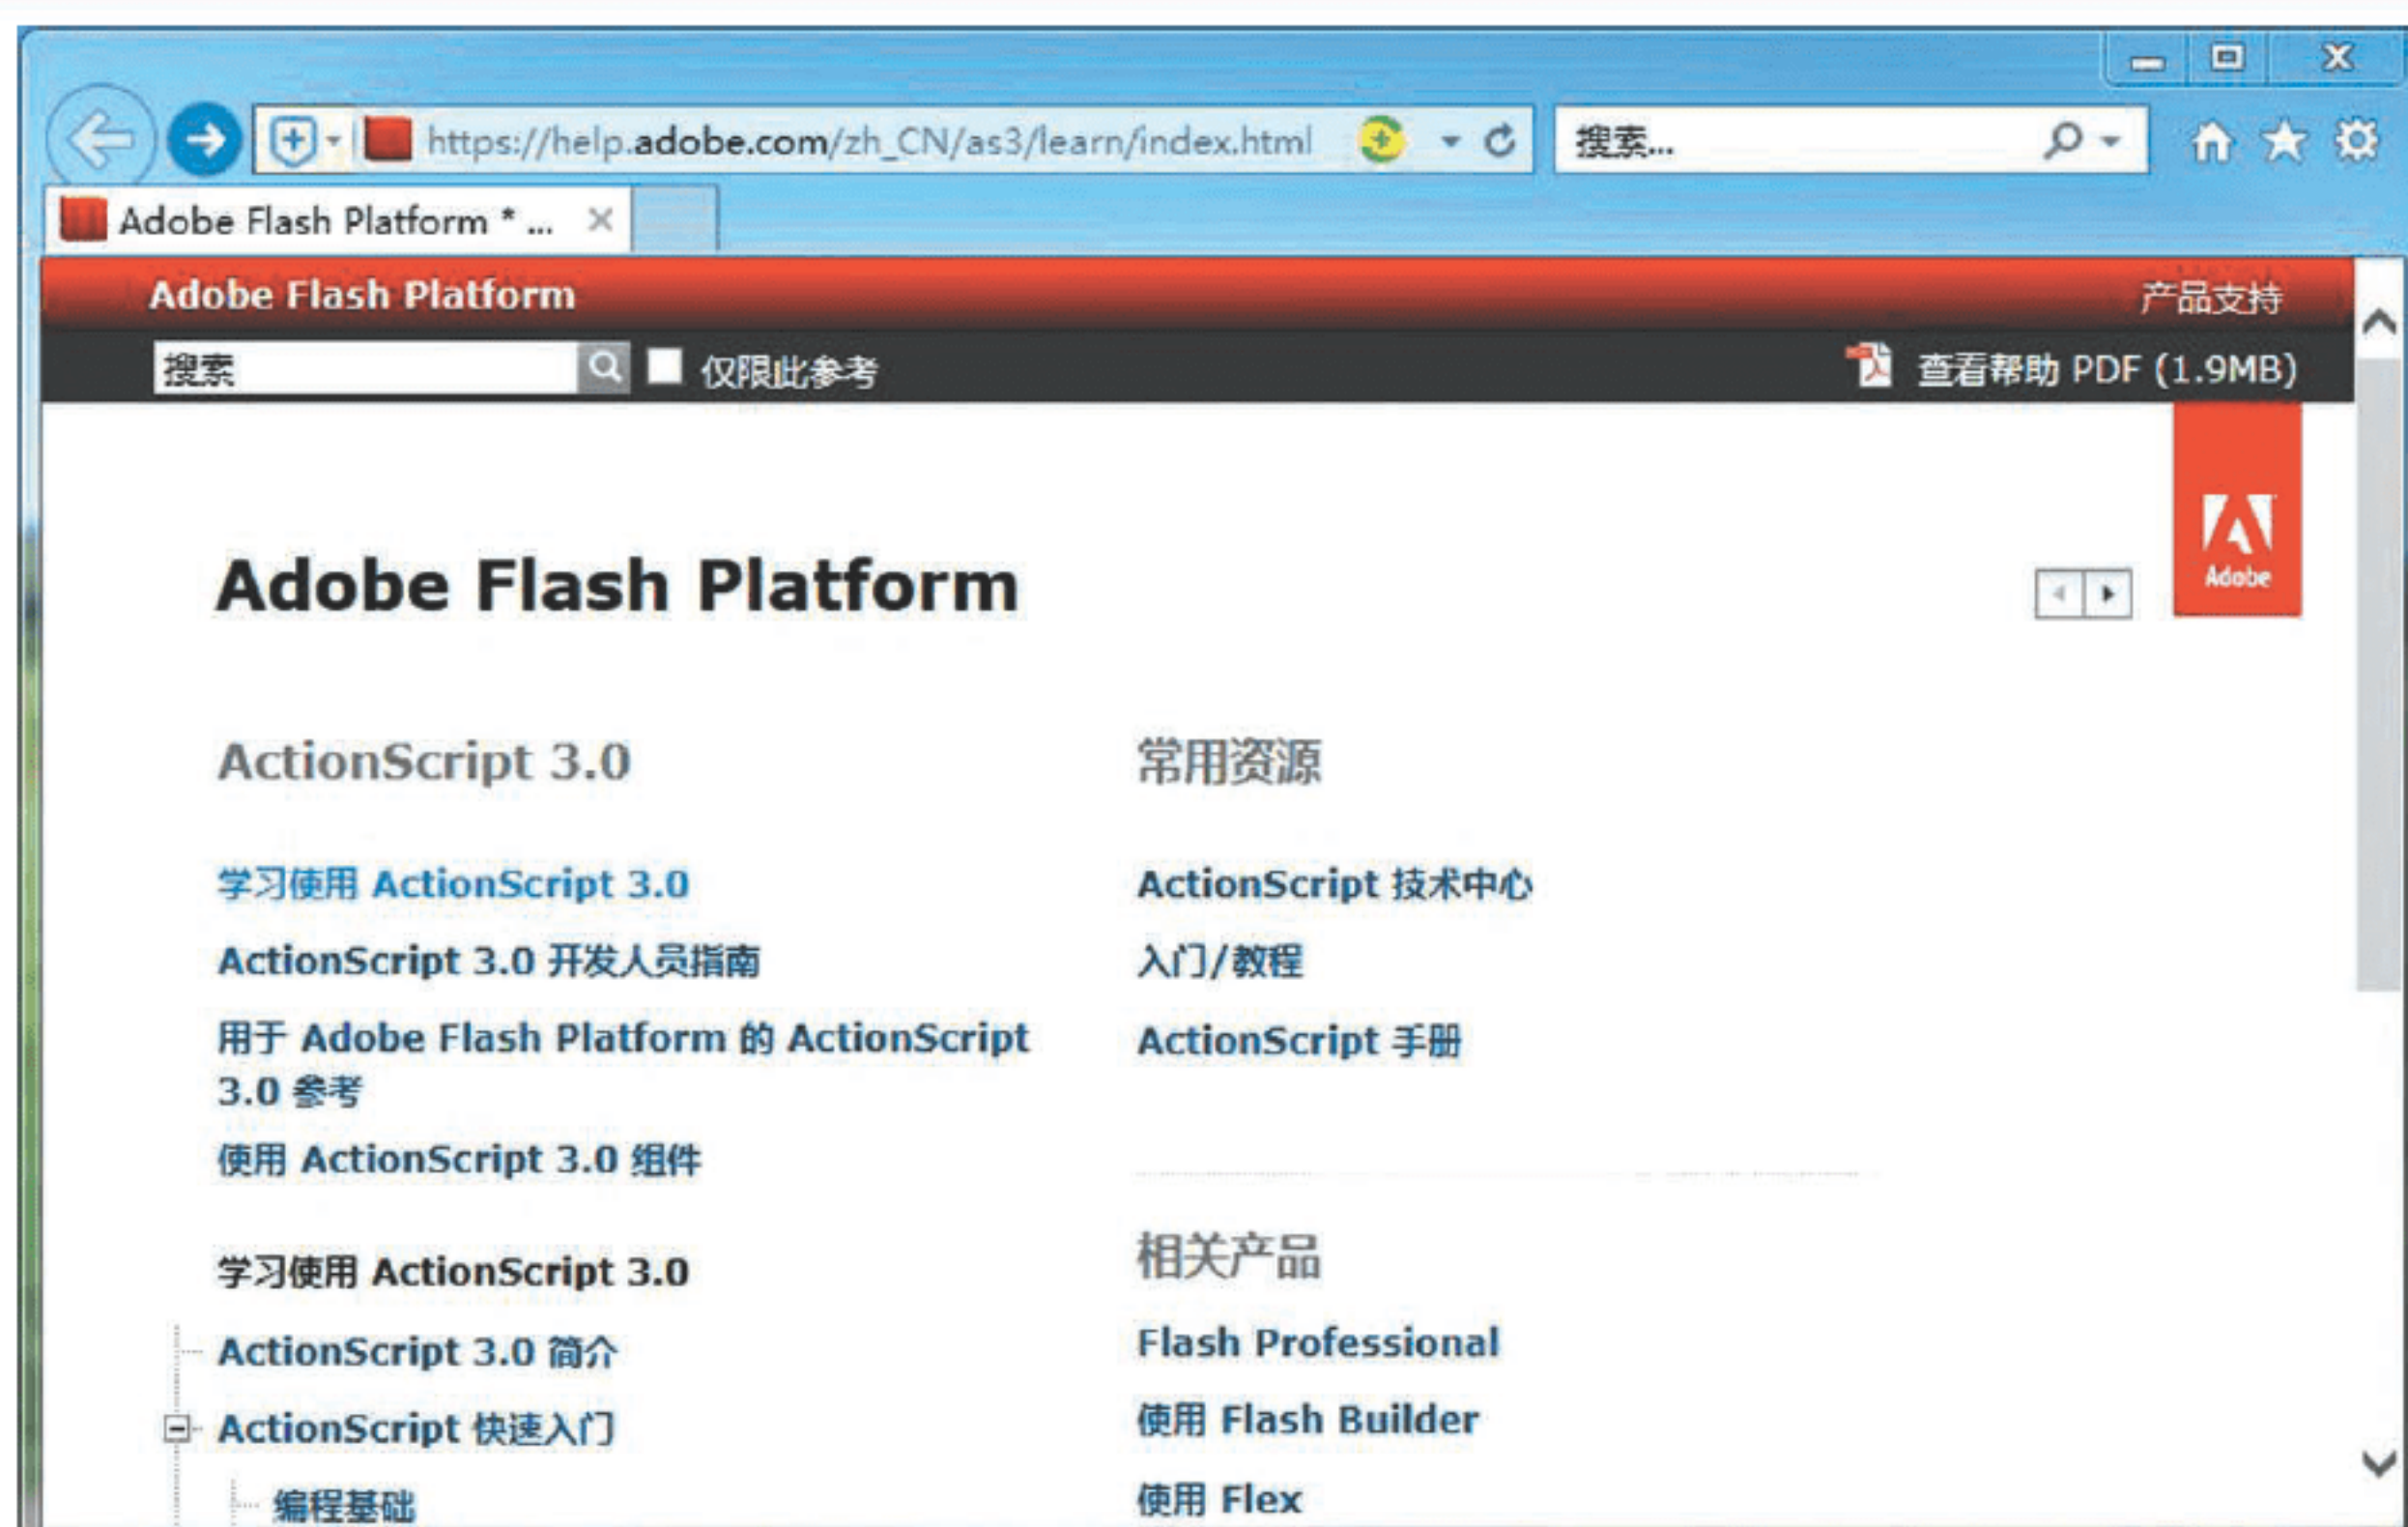 https://help.adobe.com/zh_CN/as3/learn/index.html
搜索...
Adobe Flash Platform * ...
Adobe Flash Platform
产品支持
搜索
仅限此参考
查看帮助 PDF (1.9MB)
Adobe
Adobe Flash Platform
ActionScript 3.0
学习使用 ActionScript 3.0
ActionScript 3.0 开发人员指南
用于 Adobe Flash Platform 的 ActionScript
3.0 参考
使用 ActionScript 3.0 组件
学习使用 ActionScript 3.0
ActionScript 3.0 简介
ActionScript 快速入门
编程基础
常用资源
ActionScript 技术中心
入门/教程
ActionScript 手册
相关产品
Flash Professional
使用 Flash Builder
使用 Flex